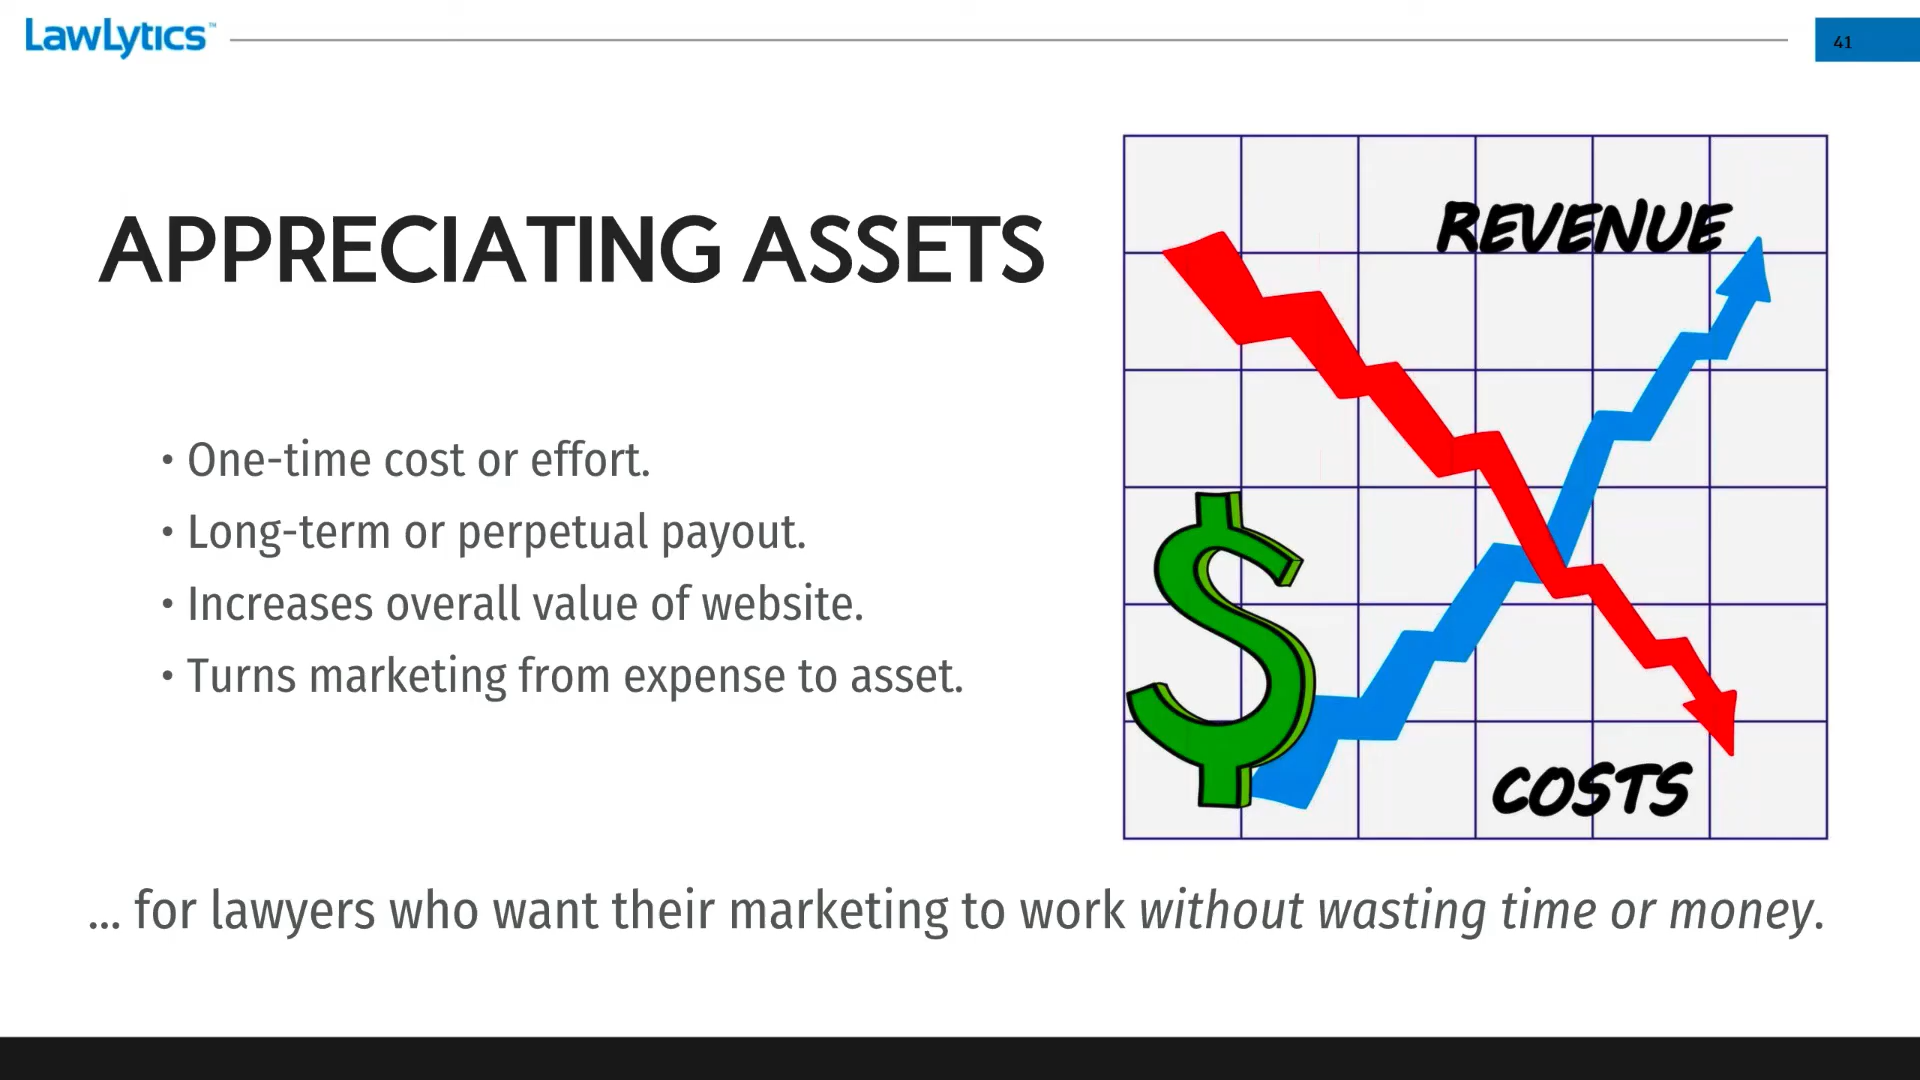 LawLytics™
41
APPRECIATING ASSETS
REVENUE
• One-time cost or effort.
• Long-term or perpetual payout.
• Increases overall value of website.
• Turns marketing from expense to asset.
$
COSTS
... for lawyers who want their marketing to work without wasting time or money.